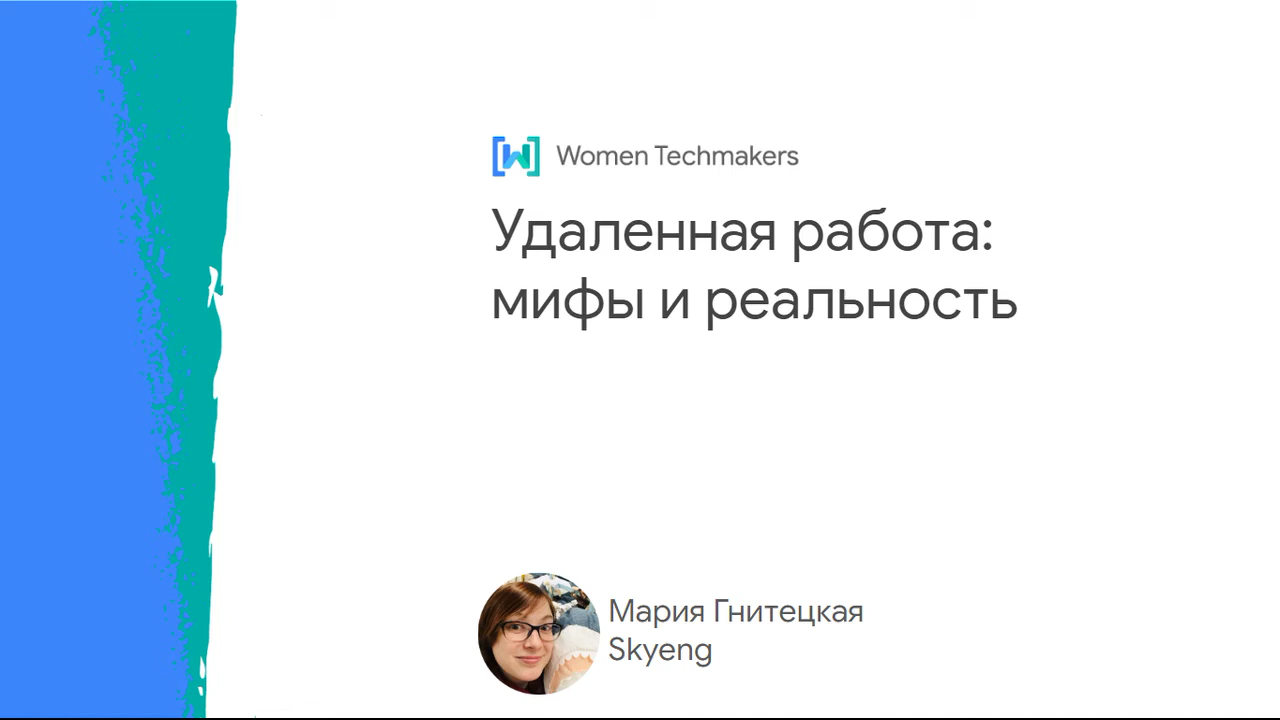 Women Techmakers
Удаленная работа:
мифы и реальность
Мария Гнитецкая
Skyeng